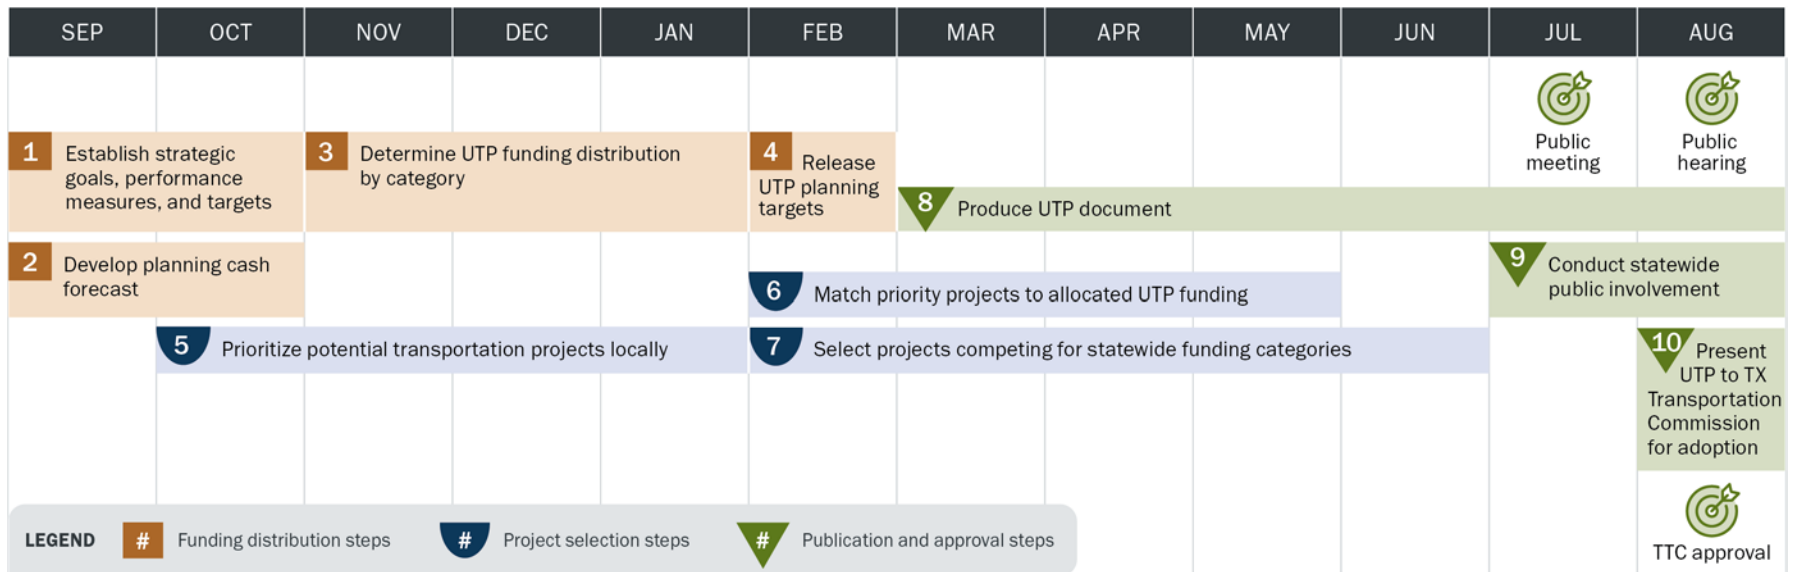 SEP OCT NOV DEC JAN FEB MAR APR MAY JUN JUL AUG
Public
meeting
Public
hearing
1 Establish strategic
goals, performance
measures, and targets
3 Determine UTP funding distribution
by category
4 Release
UTP planning
targets
8 Produce UTP document
2 Develop planning cash
forecast
6 Match priority projects to allocated UTP funding
9 Conduct statewide
public involvement
5 Prioritize potential transportation projects locally
7 Select projects competing for statewide funding categories
10 Present
UTP to TX
Transportation
Commission
for adoption
TTC approval
LEGEND # Funding distribution steps # Project selection steps # Publication and approval steps